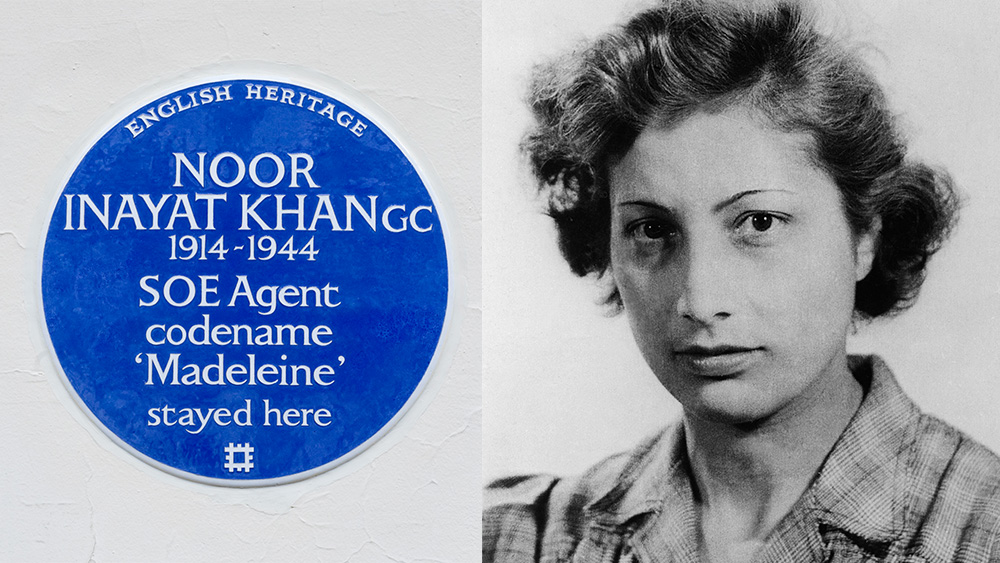 ENGLISH HERITAGE
NOOR
INAYAT KHAN GC
1914-1944
SOE Agent
codename
‘Madeleine’
stayed here